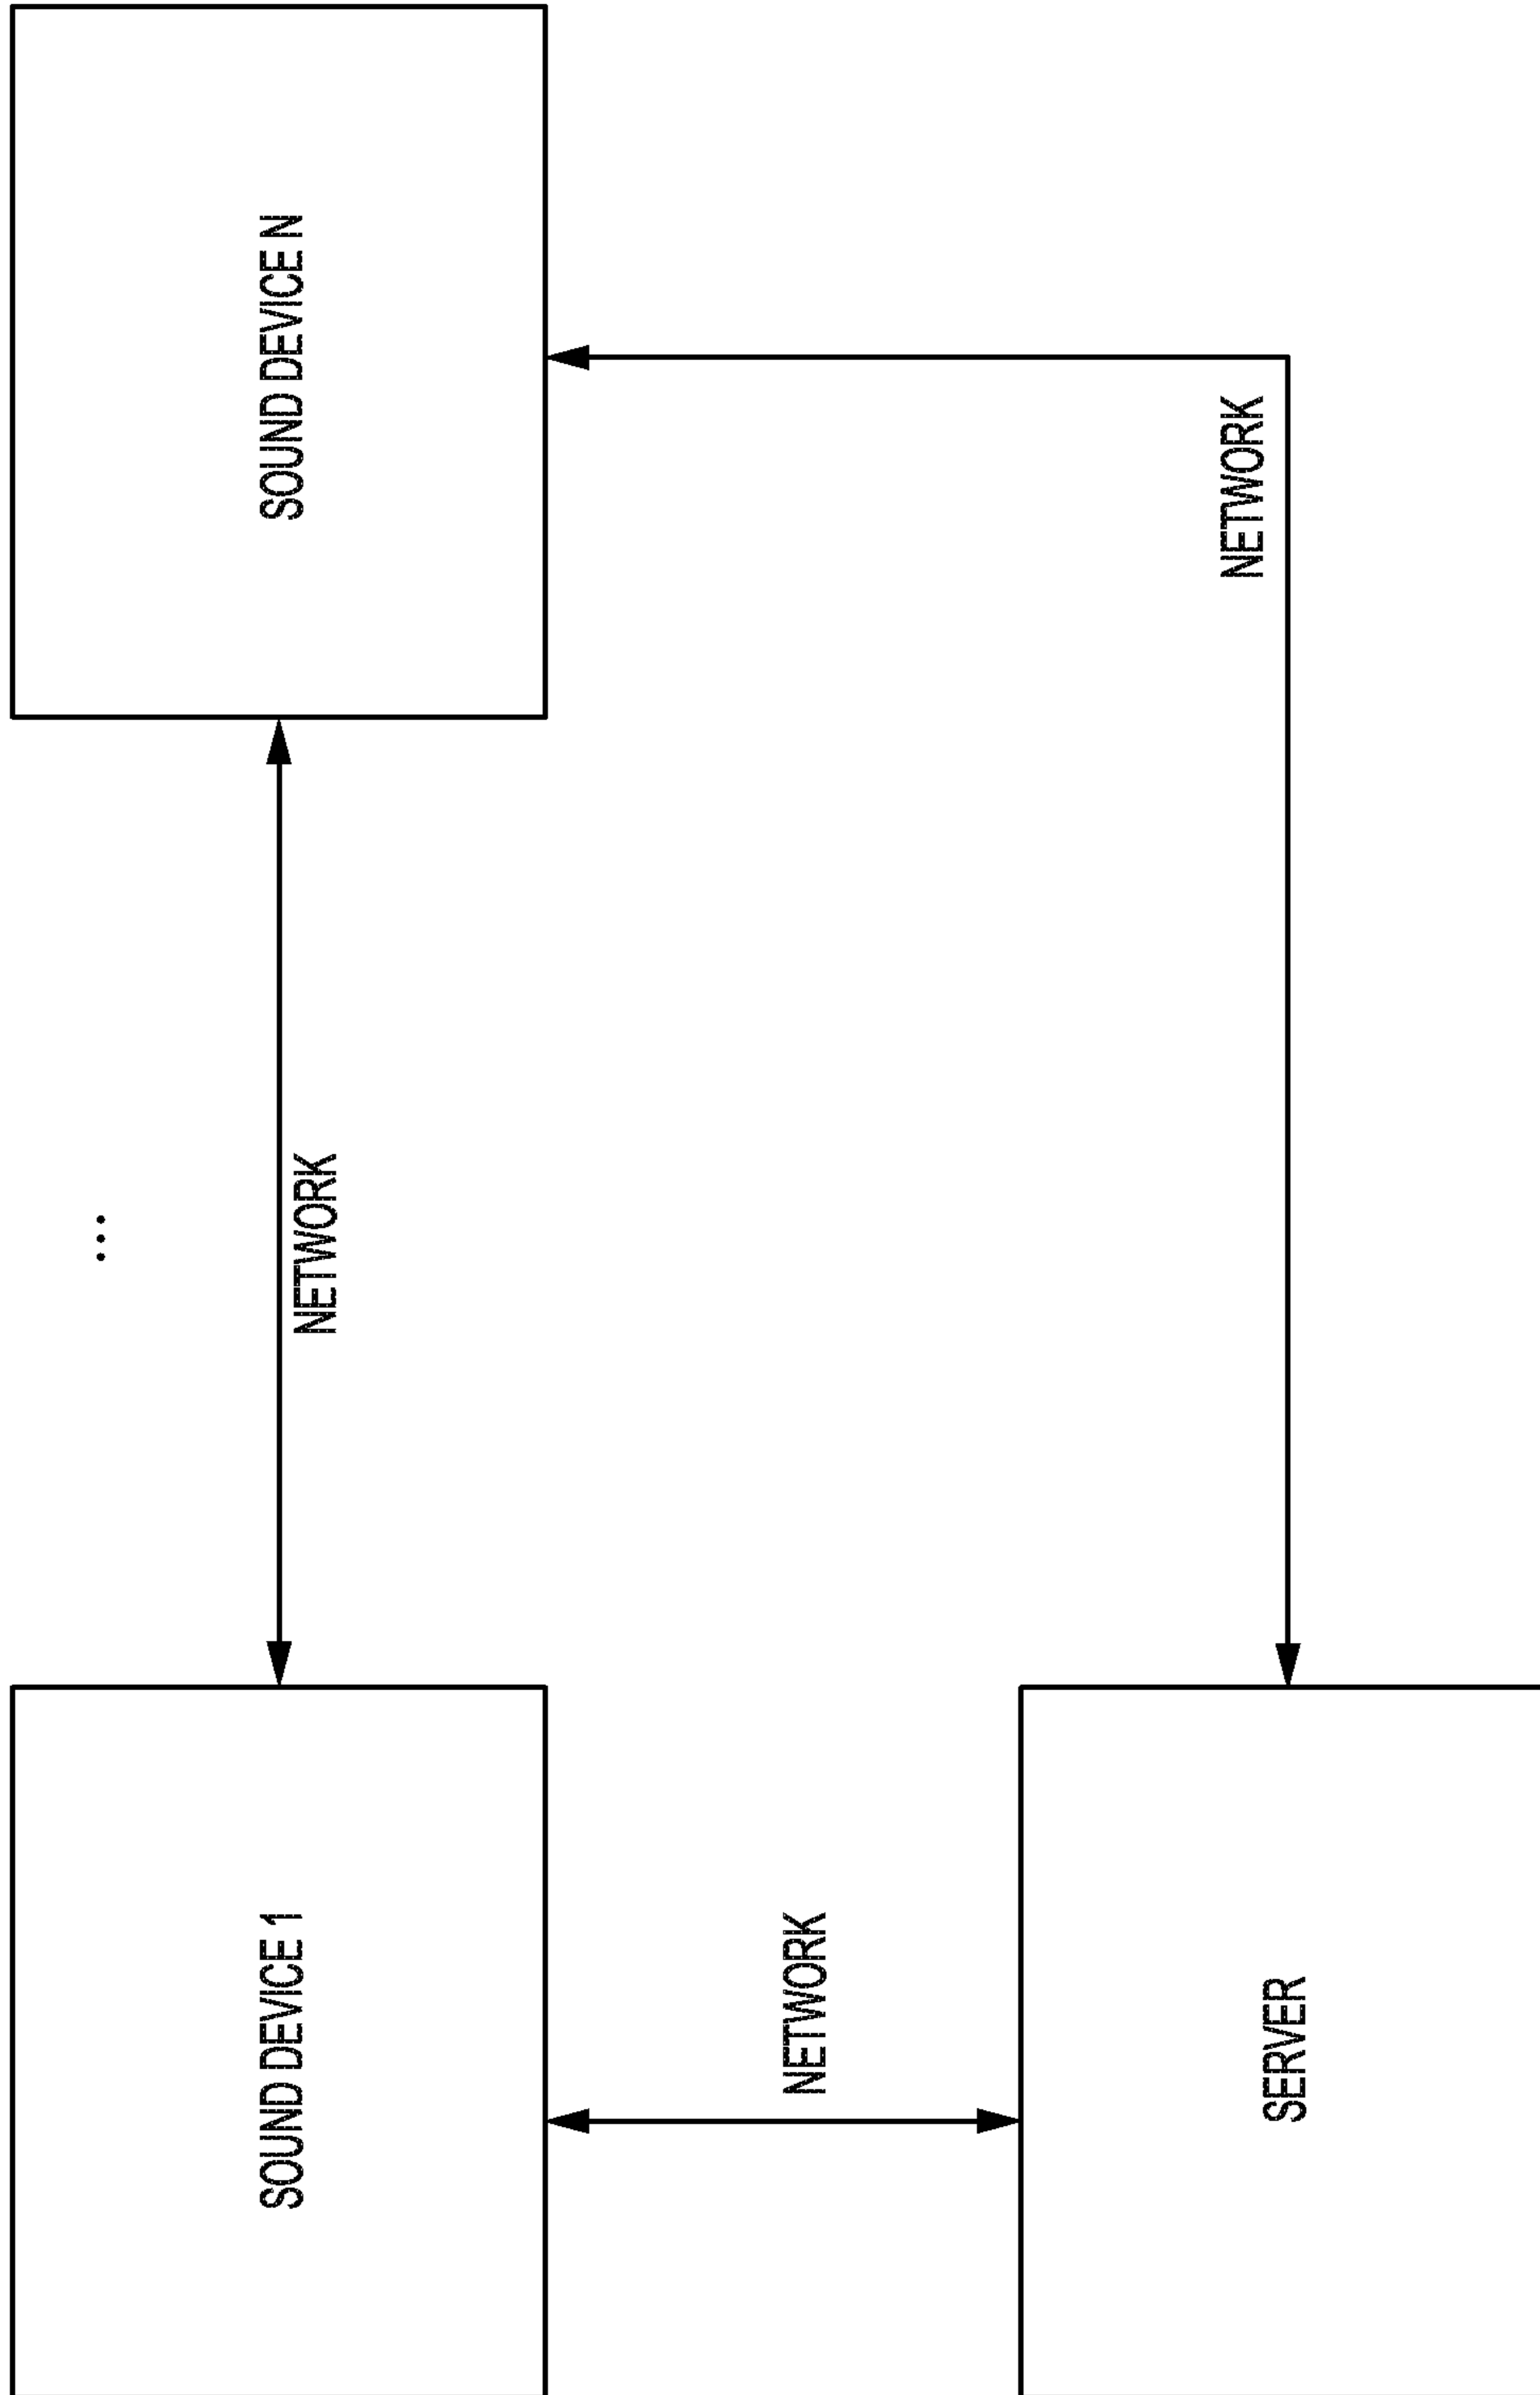 SOUND DEVICE 1
NETWORK
...
SOUND DEVICE N
NETWORK
NETWORK
SERVER